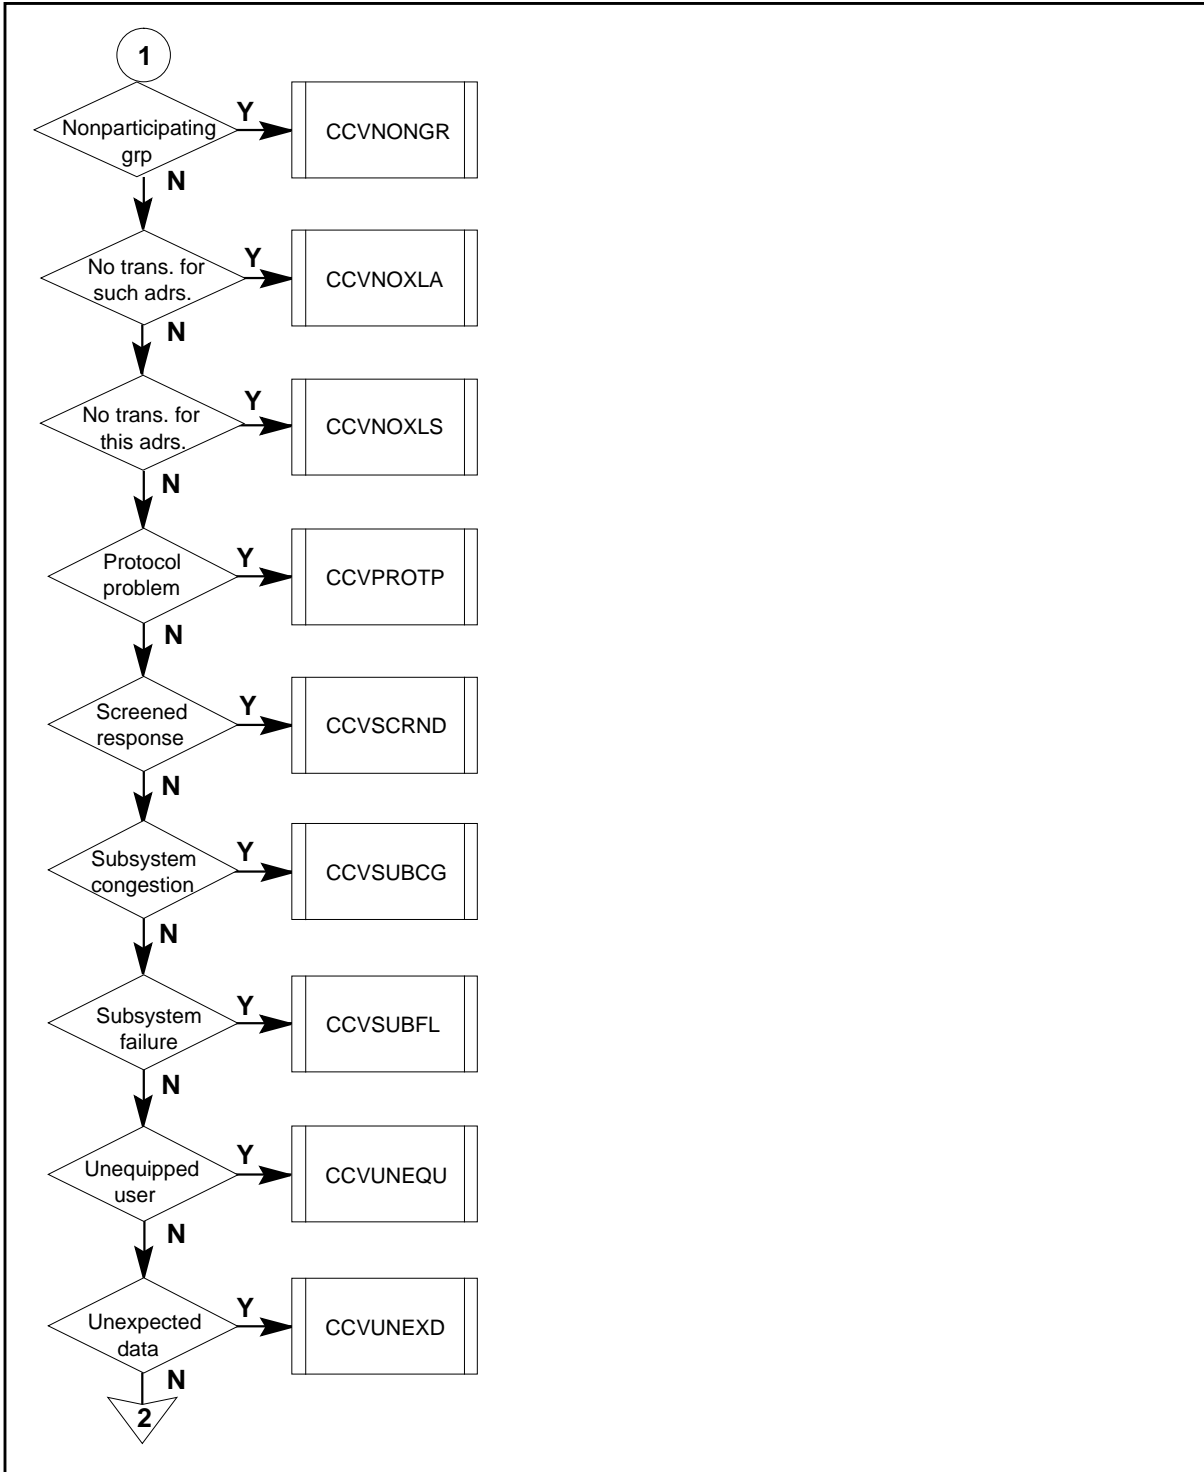 1
Nonparticipating
grp
Y
CCVNONGR
N
No trans. for
such adrs.
Y
CCVNOXLA
N
No trans. for
this adrs.
Y
CCVNOXLS
N
Protocol
problem
Y
CCVPROTP
N
Screened
response
Y
CCVSCRND
N
Subsystem
congestion
Y
CCVSUBCG
N
Subsystem
failure
Y
CCVSUBFL
N
Unequipped
user
Y
CCVUNEQU
N
Unexpected
data
Y
CCVUNEXD
N
2